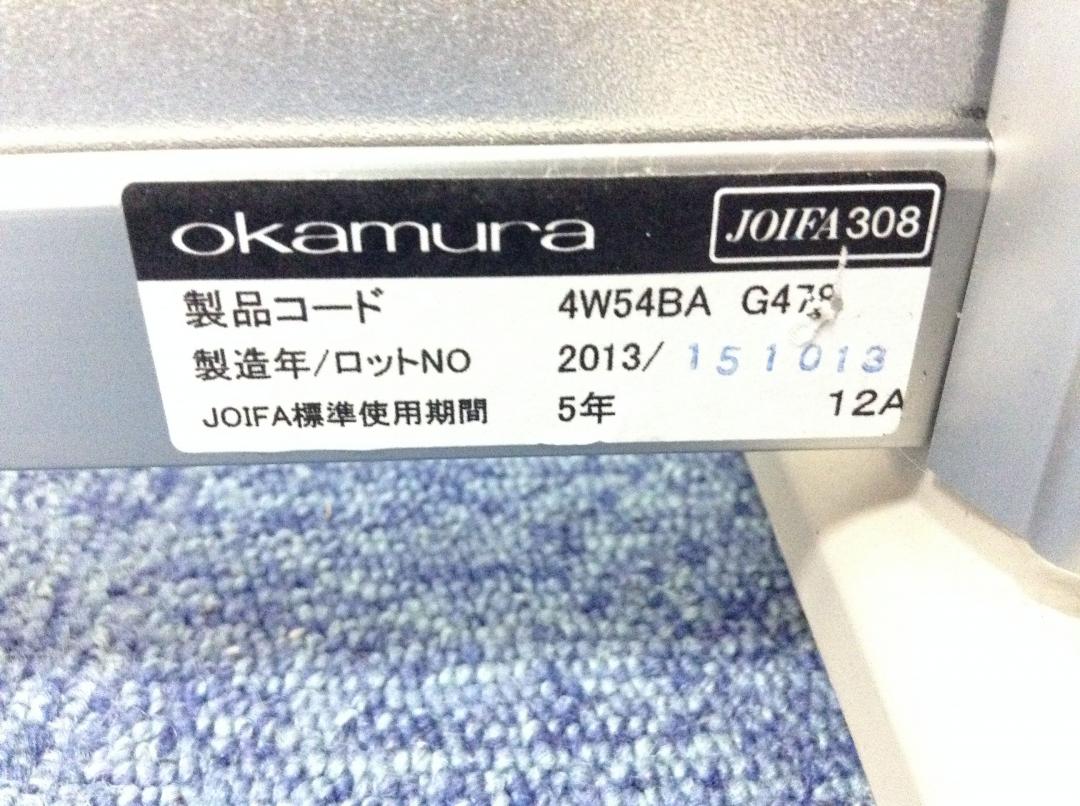 okamura JOIFA308
製品コード 4W54BA G478
製造年/ロットNO 2013/ 151013
JOIFA標準使用期間 5年 12A